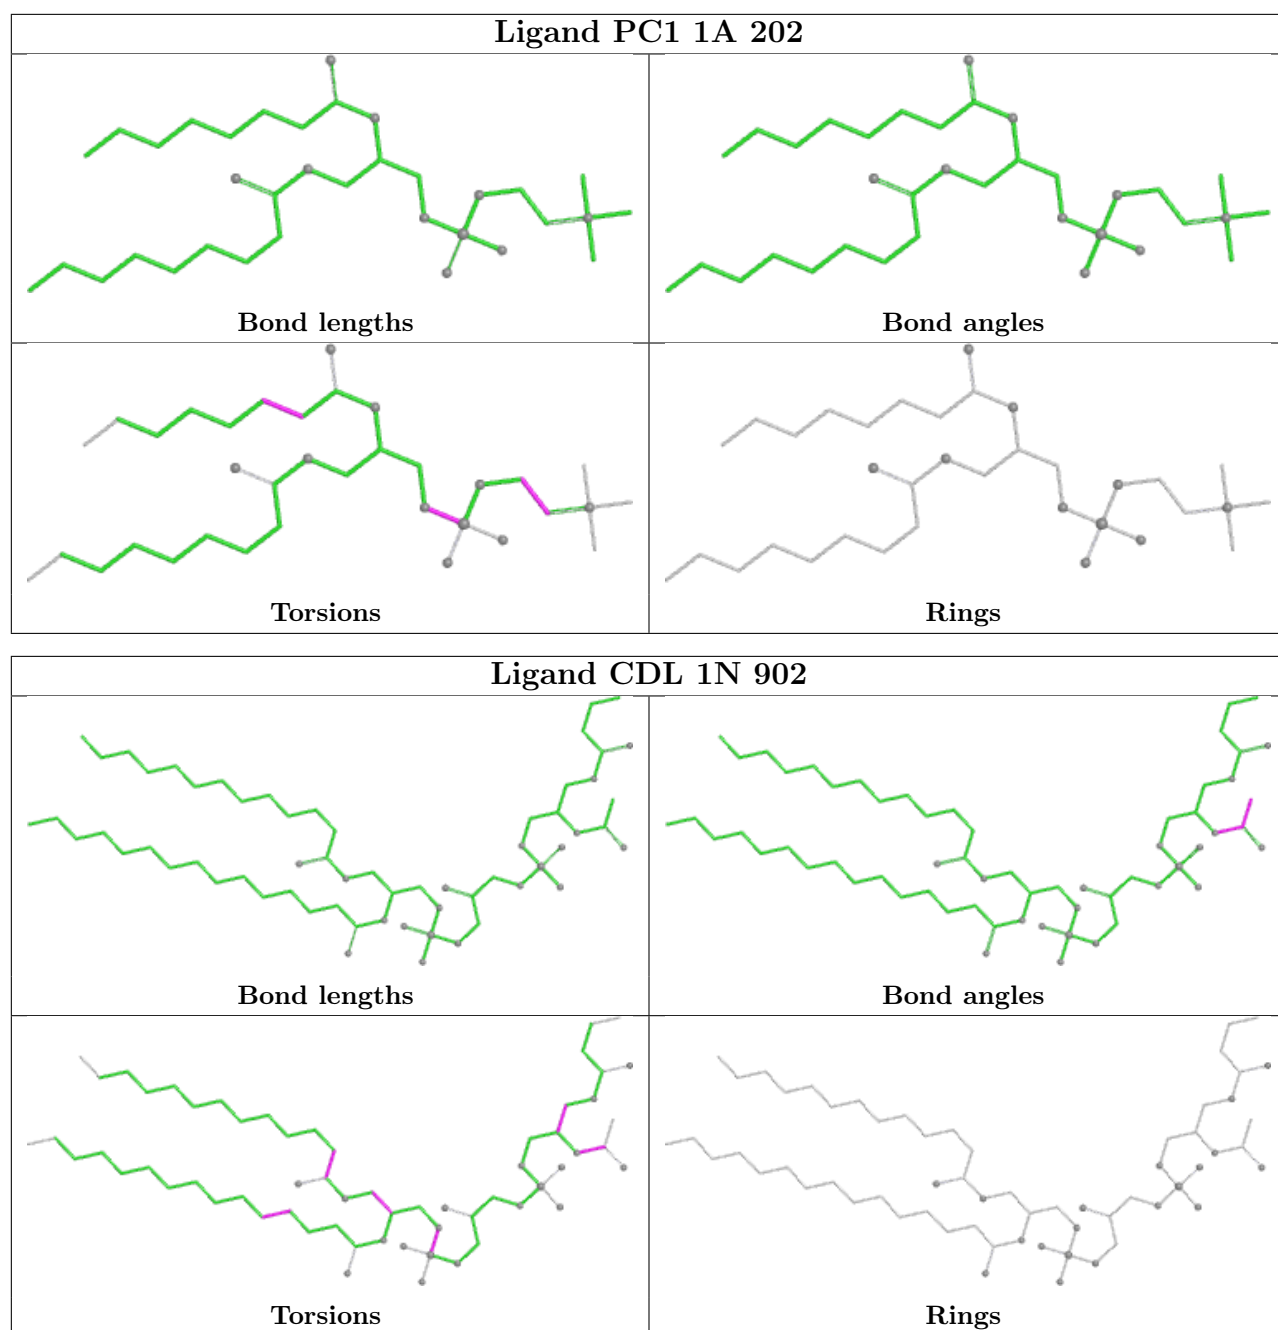 Ligand PC1 1A 202
Bond lengths
Bond angles
Torsions
Rings
Ligand CDL 1N 902
Bond lengths
Bond angles
Torsions
Rings